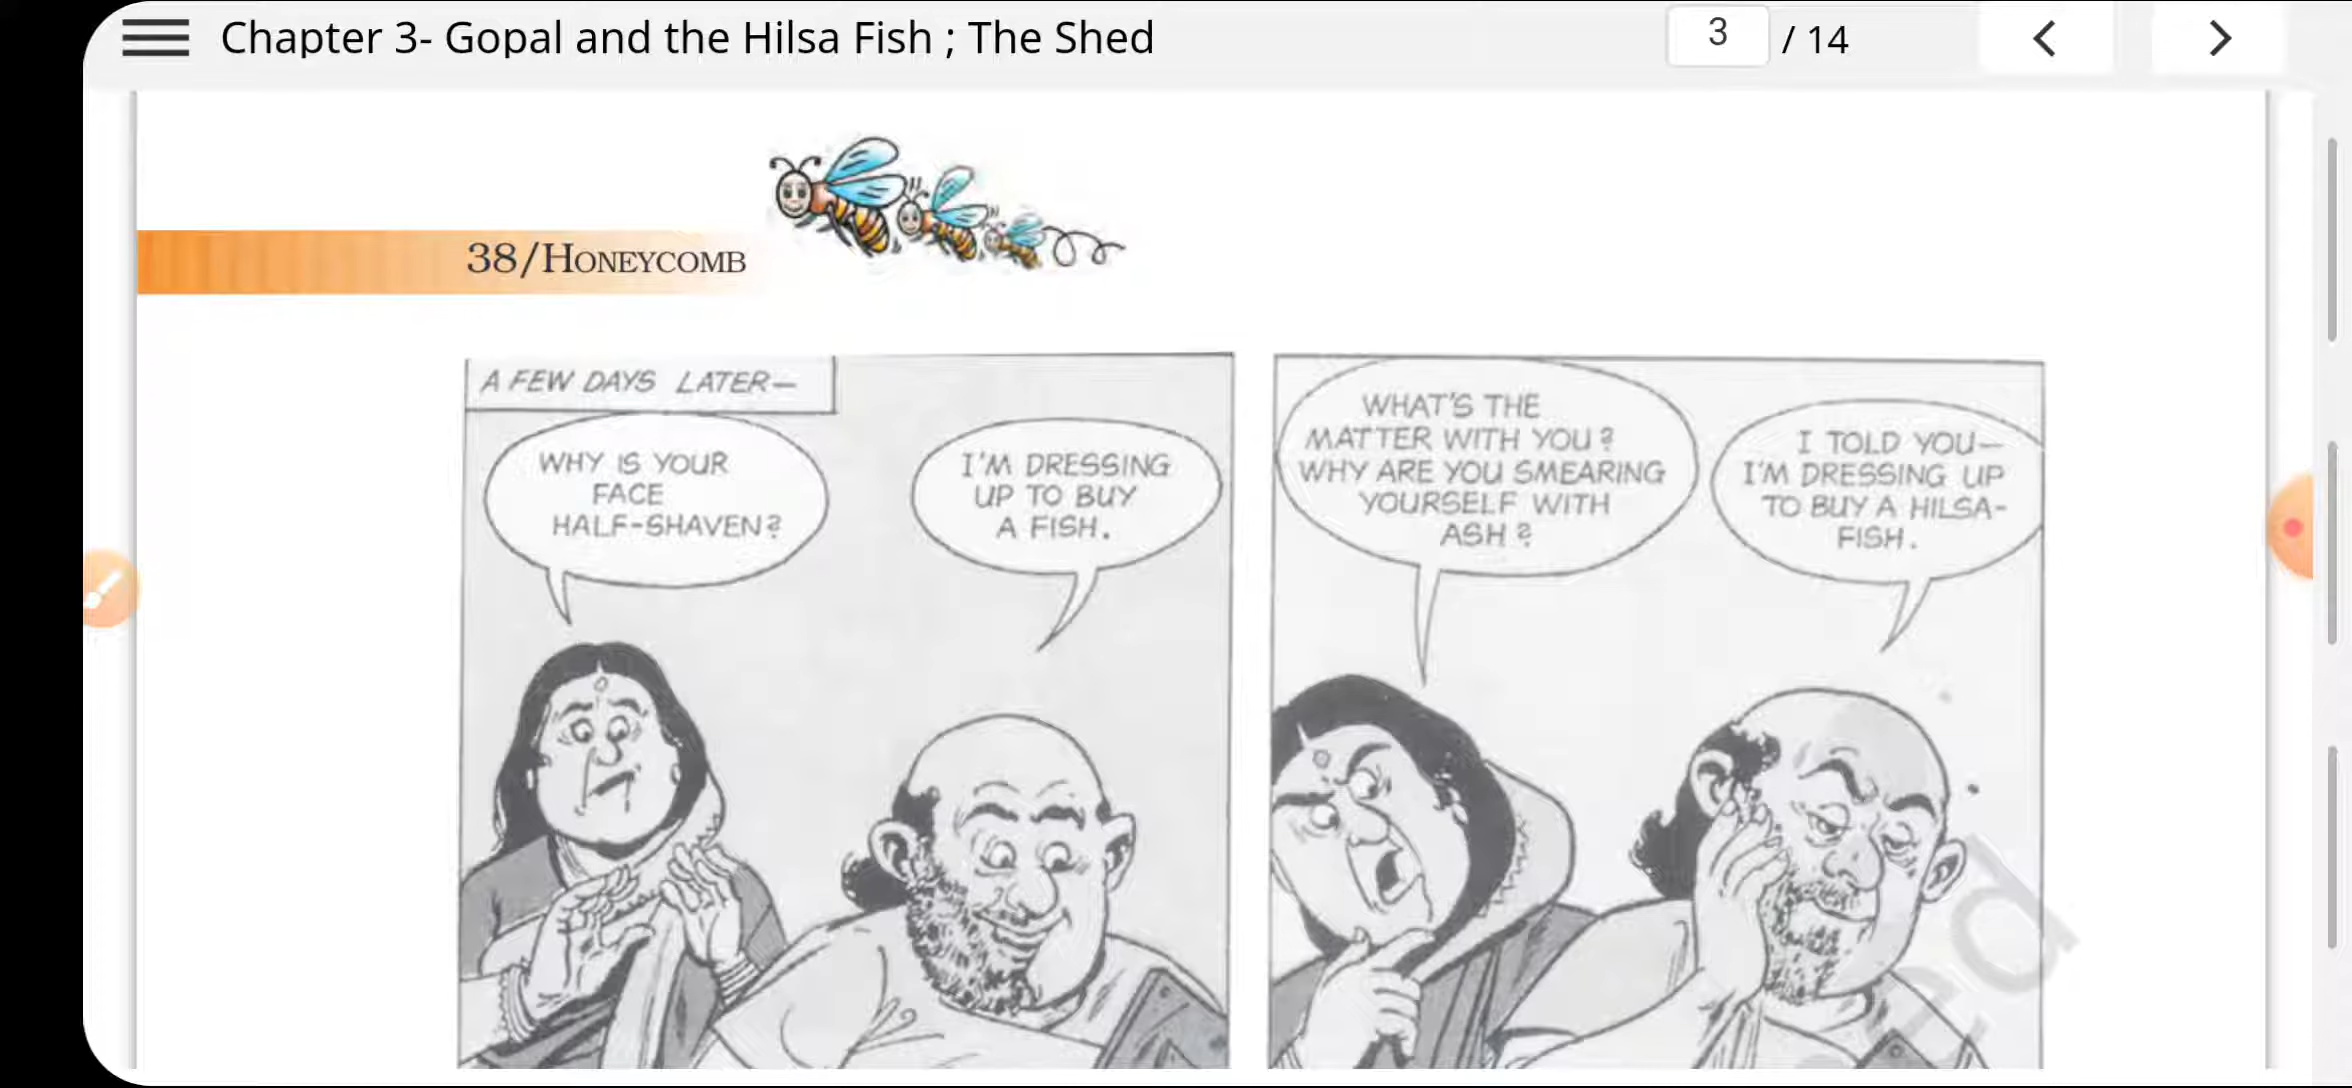 Chapter 3- Gopal and the Hilsa Fish ; The Shed
3 / 14
38/HONEYCOMB
A FEW DAYS LATER—
WHY IS YOUR
FACE
HALF-SHAVEN?
I'M DRESSING
UP TO BUY
A FISH.
WHAT'S THE
MATTER WITH YOU?
WHY ARE YOU SMEARING
YOURSELF WITH
ASH?
I TOLD YOU—
I'M DRESSING UP
TO BUY A HILSA-
FISH.